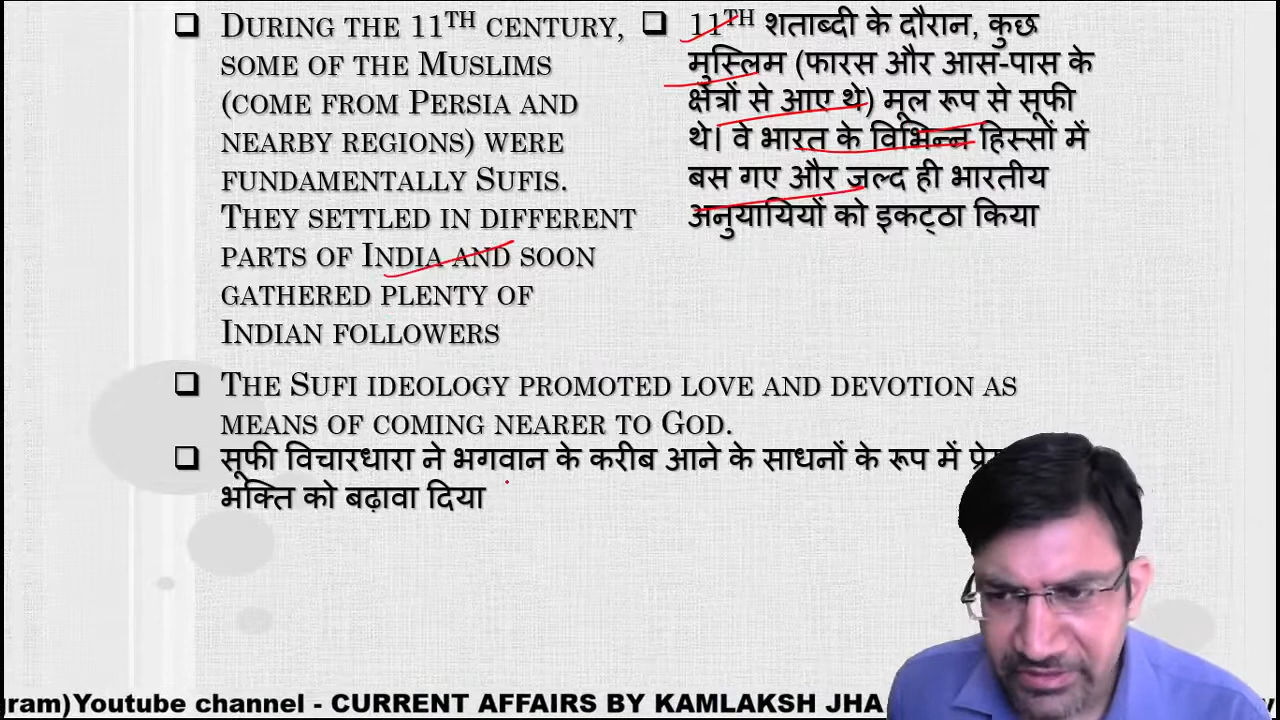 DURING THE 11TH CENTURY,
SOME OF THE MUSLIMS
(COME FROM PERSIA AND
NEARBY REGIONS) WERE
FUNDAMENTALLY SUFIS.
THEY SETTLED IN DIFFERENT
PARTS OF INDIA AND SOON
GATHERED PLENTY OF
INDIAN FOLLOWERS
11TH शताब्दी के दौरान, कुछ
मुस्लिम (फारस और आस-पास के
क्षेत्रों से आए थे) मूल रूप से सूफी
थे। वे भारत के विभिन्न हिस्सों में
बस गए और जल्द ही भारतीय
अनुयायियों को इकट्ठा किया
THE SUFI IDEOLOGY PROMOTED LOVE AND DEVOTION AS
MEANS OF COMING NEARER TO GOD.
सूफी विचारधारा ने भगवान के करीब आने के साधनों के रूप में
भक्ति को बढ़ावा दिया
gram)Youtube channel - CURRENT AFFAIRS BY KAMLAKSH JHA